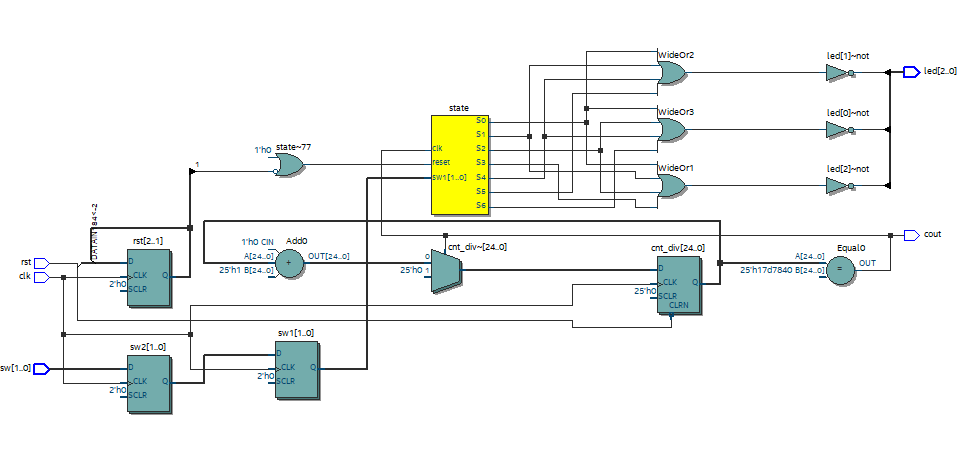 WideOr2
led[1]~not
led[2..0]
state
WideOr3
led[0]~not
S0
S1
S2
S3
S4
S5
S6
clk
reset
sw1[1..0]
1'h0
state~77
1
WideOr1
led[2]~not
DATAIN[84<-2
rst[2..1]
1'h0 CIN
Add0
A[24..0]
OUT[24..0]
25'h1 B[24..0]
cnt_div~[24..0]
0
25'h0 1
cnt_div[24..0]
cout
Equal0
A[24..0]
25'h17d7840 B[24..0]
=
OUT
+
rst
clk
D
CLK
2'h0
SCLR
Q
D
CLK
25'h0
SCLR
CLRN
Q
sw1[1..0]
D
CLK
2'h0
SCLR
Q
sw2[1..0]
sw[1..0]
D
CLK
2'h0
SCLR
Q